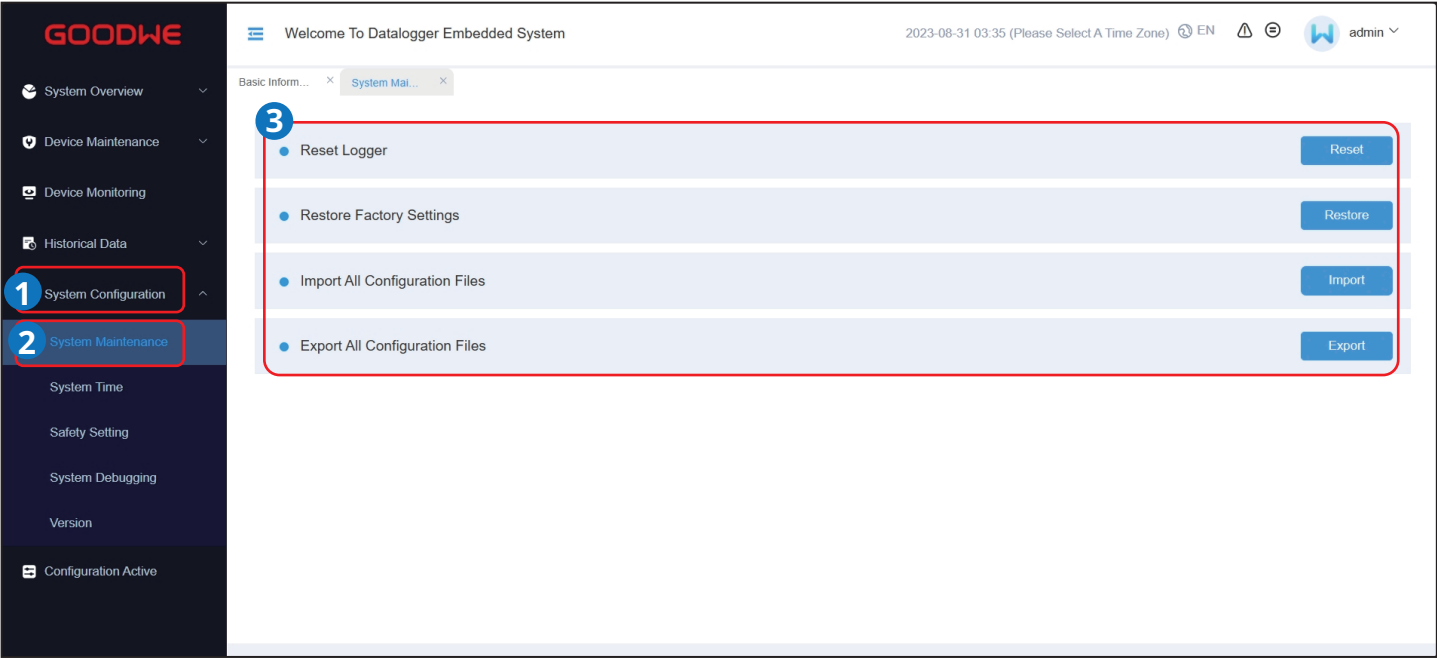 GOODWE
Welcome To Datalogger Embedded System
2023-08-31 03:35 (Please Select A Time Zone) EN admin
System Overview
Device Maintenance
Device Monitoring
Historical Data
1 System Configuration
2 System Maintenance
System Time
Safety Setting
System Debugging
Version
Configuration Active
Basic Inform... × System Mai... ×
3
Reset Logger Reset
Restore Factory Settings Restore
Import All Configuration Files Import
Export All Configuration Files Export